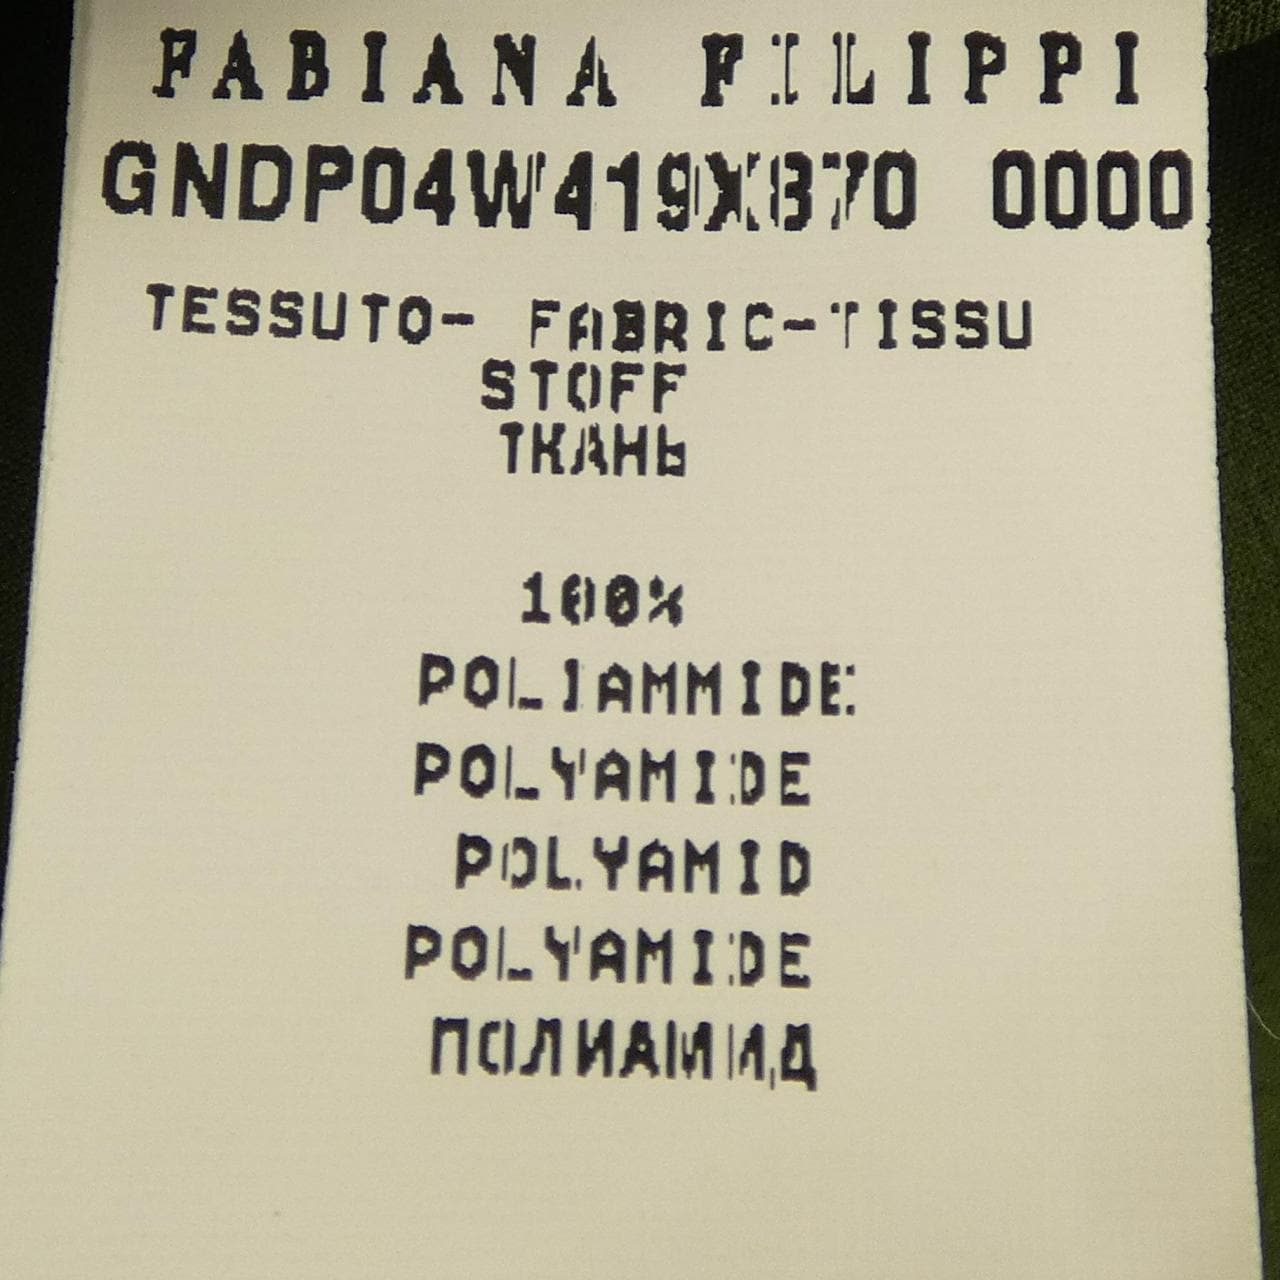 FABIANA FILIPPI
GNDP04W419X870 0000
TESSUTO- FABRIC-TISSU
STOFF
ТКАНЬ
100%
POLIAMMIDE
POLYAMIDE
POLYAMID
POLYAMIDE
ПОЛИАМИД